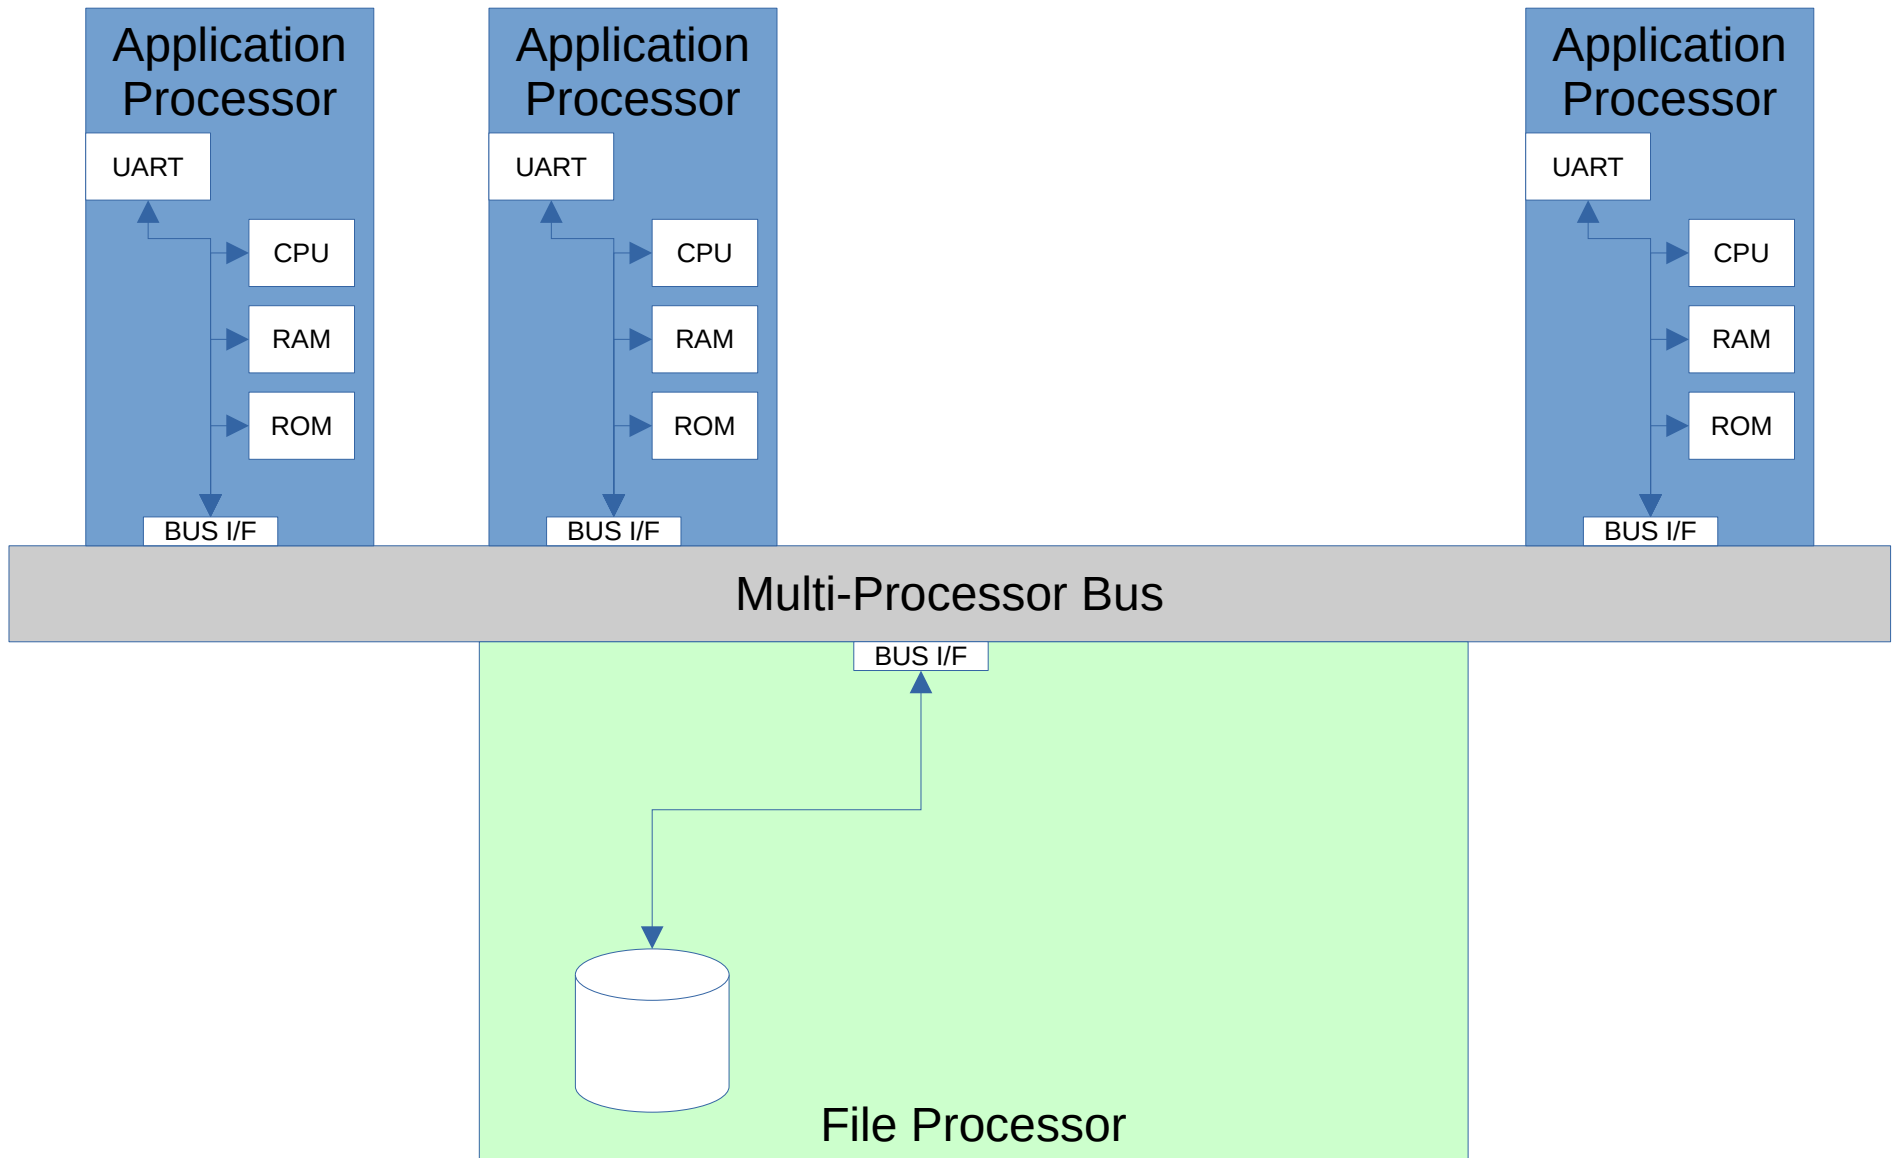 Application
Processor
UART
CPU
RAM
ROM
BUS I/F
Application
Processor
UART
CPU
RAM
ROM
BUS I/F
Application
Processor
UART
CPU
RAM
ROM
BUS I/F
Multi-Processor Bus
BUS I/F
File Processor